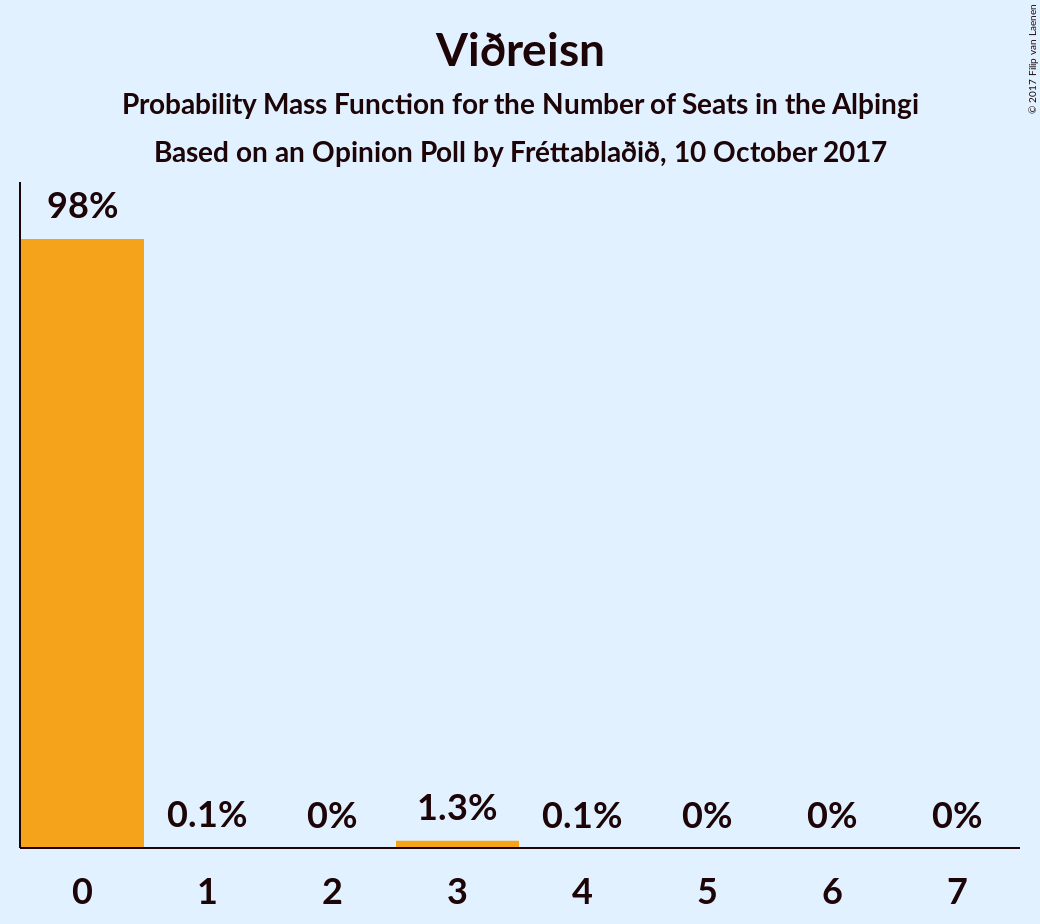 Viðreisn
Probability Mass Function for the Number of Seats in the Alþingi
Based on an Opinion Poll by Fréttablaðið, 10 October 2017
© 2017 Filip van Laenen
98%
0.1%
0%
1.3%
0.1%
0%
0%
0%
0 1 2 3 4 5 6 7